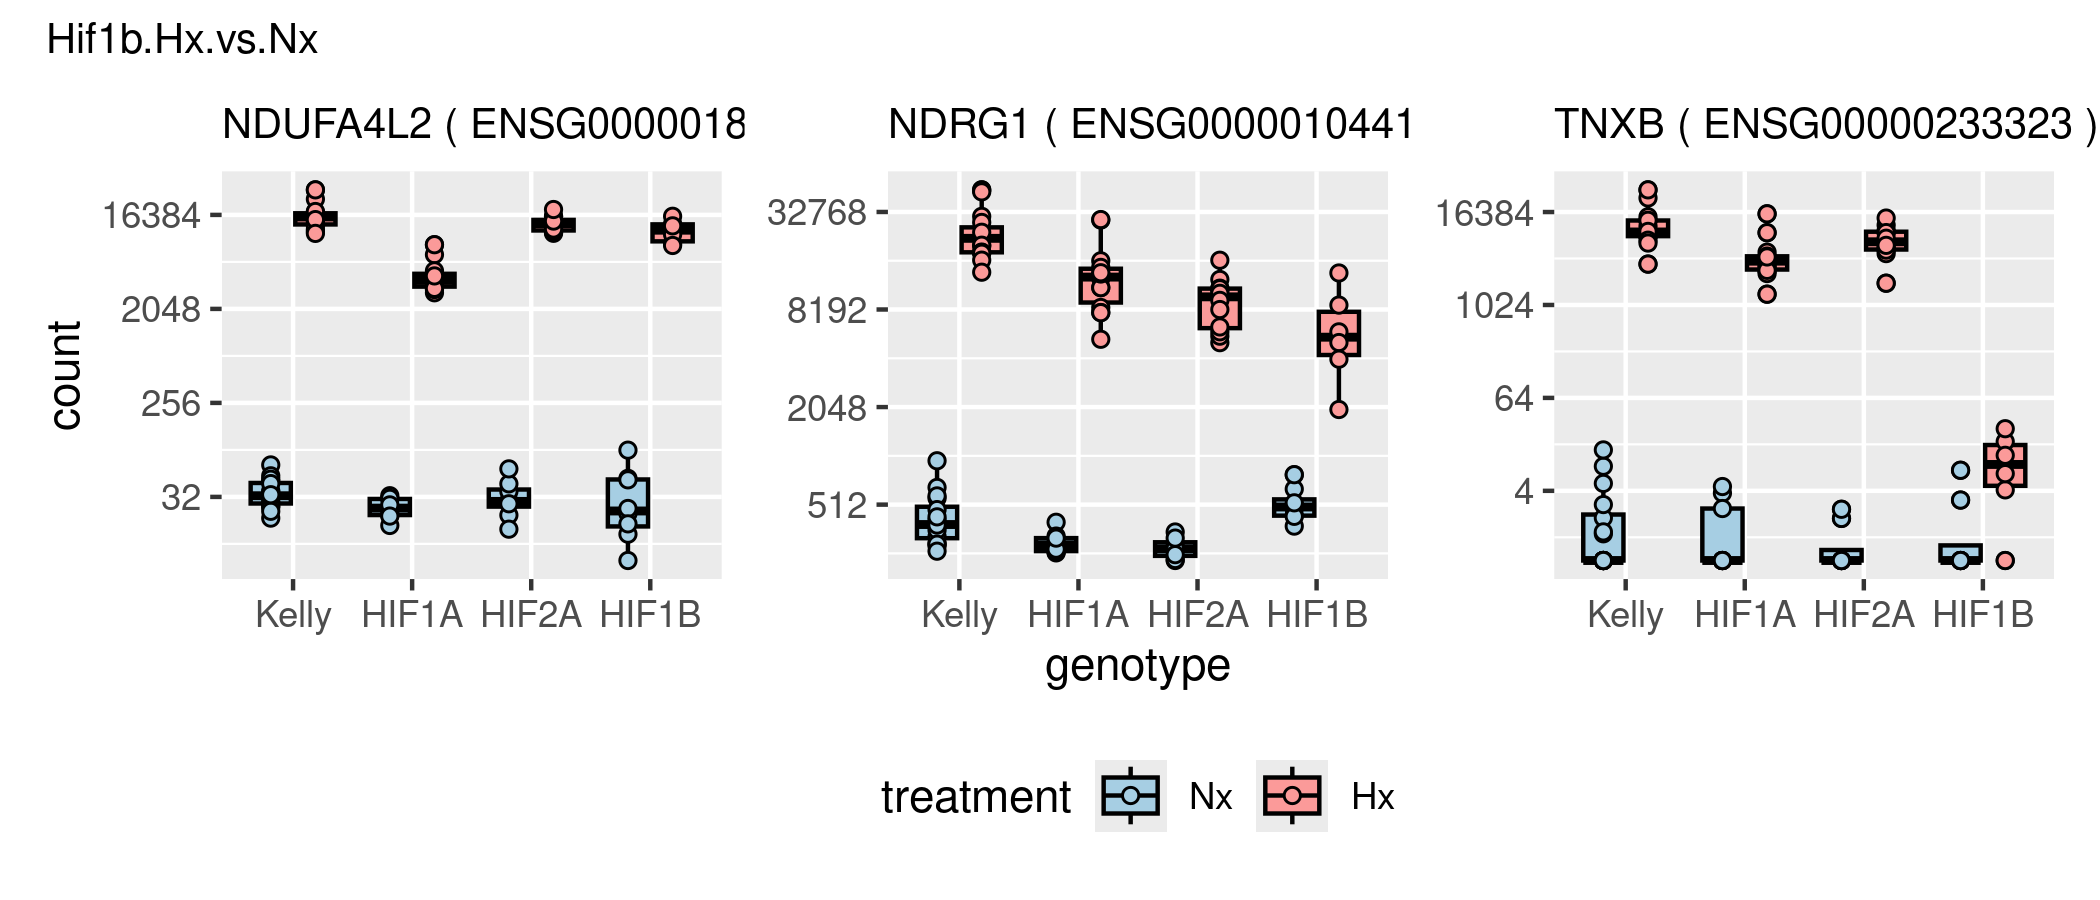 Hif1b.Hx.vs.Nx
NDUFA4L2 ( ENSG0000018
NDRG1 ( ENSG0000010441
TNXB ( ENSG00000233323 )
count
16384
2048
256
32
32768
8192
2048
512
16384
1024
64
4
Kelly HIF1A HIF2A HIF1B
Kelly HIF1A HIF2A HIF1B
Kelly HIF1A HIF2A HIF1B
genotype
treatment Nx Hx